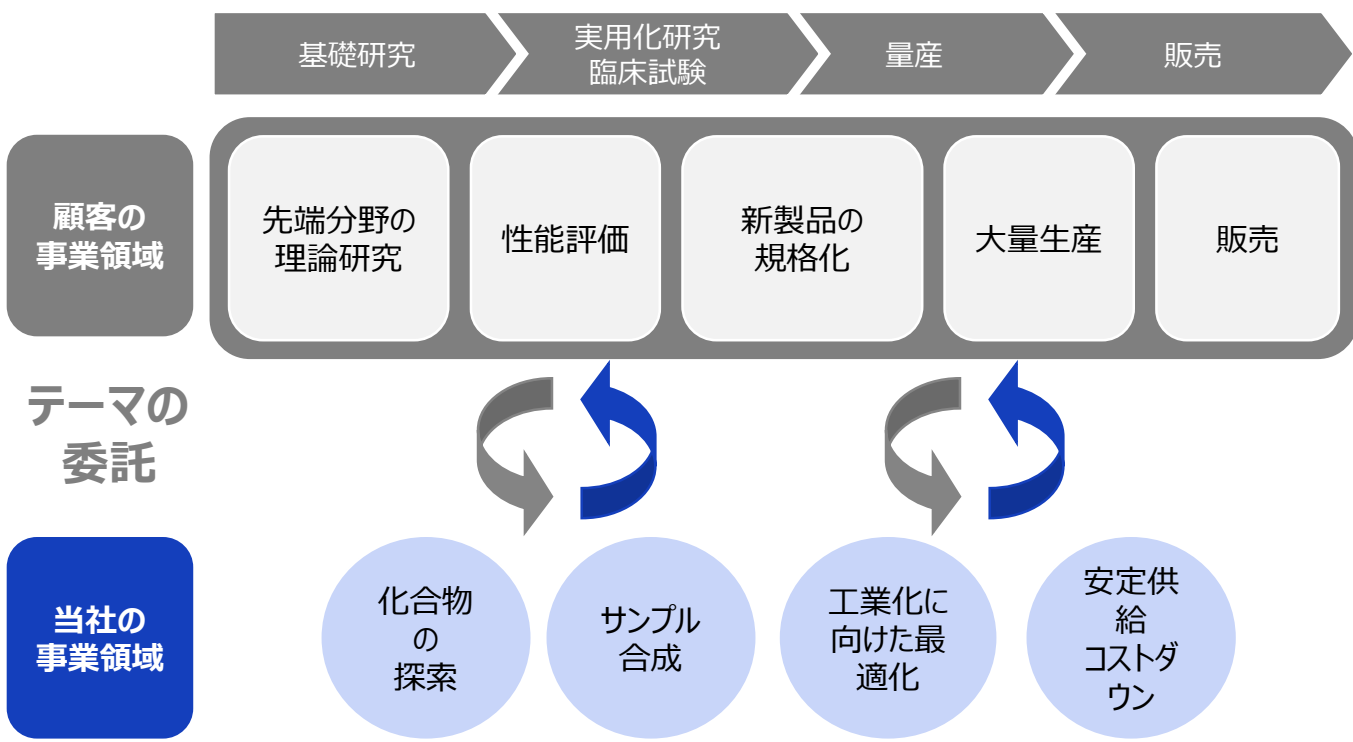 基礎研究
実用化研究
臨床試験
量産
販売
顧客の
事業領域
先端分野の
理論研究
性能評価
新製品の
規格化
大量生産
販売
テーマの
委託
当社の
事業領域
化合物
の
探索
サンプル
合成
工業化に
向けた最
適化
安定供
給
コストダ
ウン